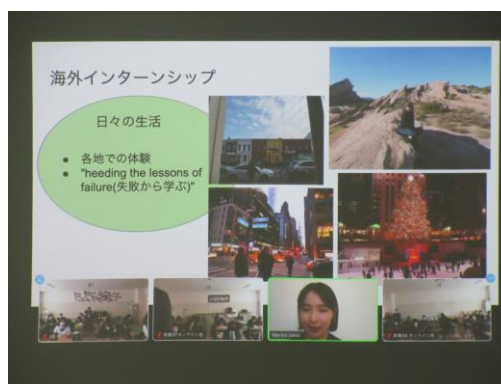 海外インターンシップ
日々の生活
● 各地での体験
● "heeding the lessons of
failure(失敗から学ぶ)"